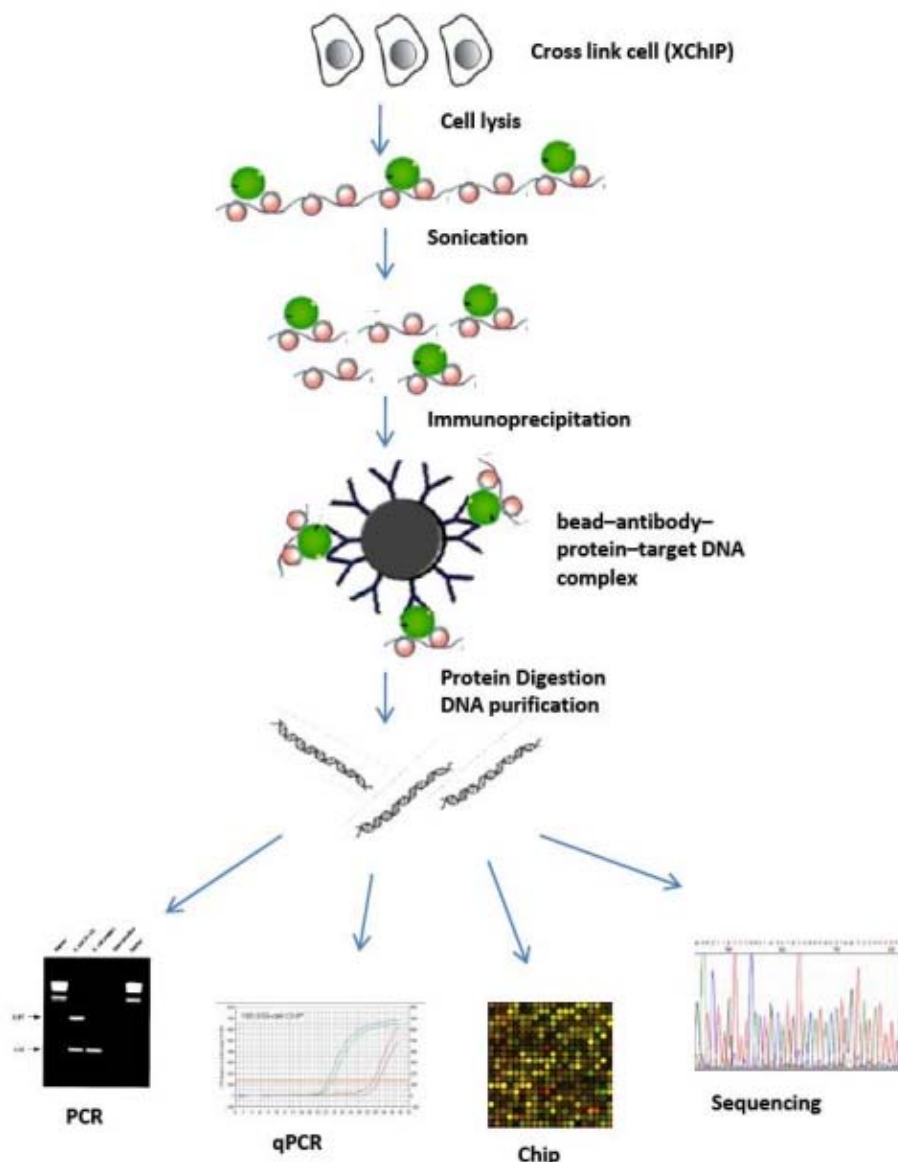 Cross link cell (XChIP)
Cell lysis
Sonication
Immunoprecipitation
bead–antibody–
protein–target DNA
complex
Protein Digestion
DNA purification
PCR
qPCR
Chip
Sequencing